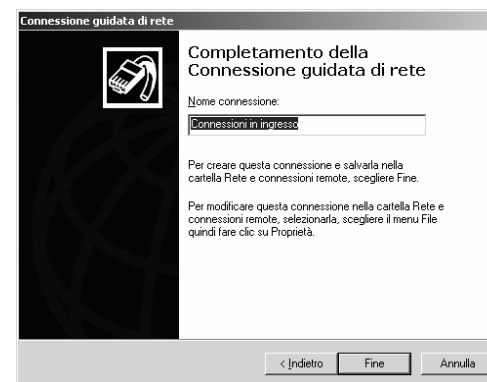 Connessione guidata di rete
Completamento della
Connessione guidata di rete
Nome connessione:
Connessioni in ingresso
Per creare questa connessione e salvarla nella
cartella Rete e connessioni remote, scegliere Fine.
Per modificare questa connessione nella cartella Rete e
connessioni remote, selezionarla, scegliere il menu File
quindi fare clic su Proprietà.
< Indietro
Fine
Annulla